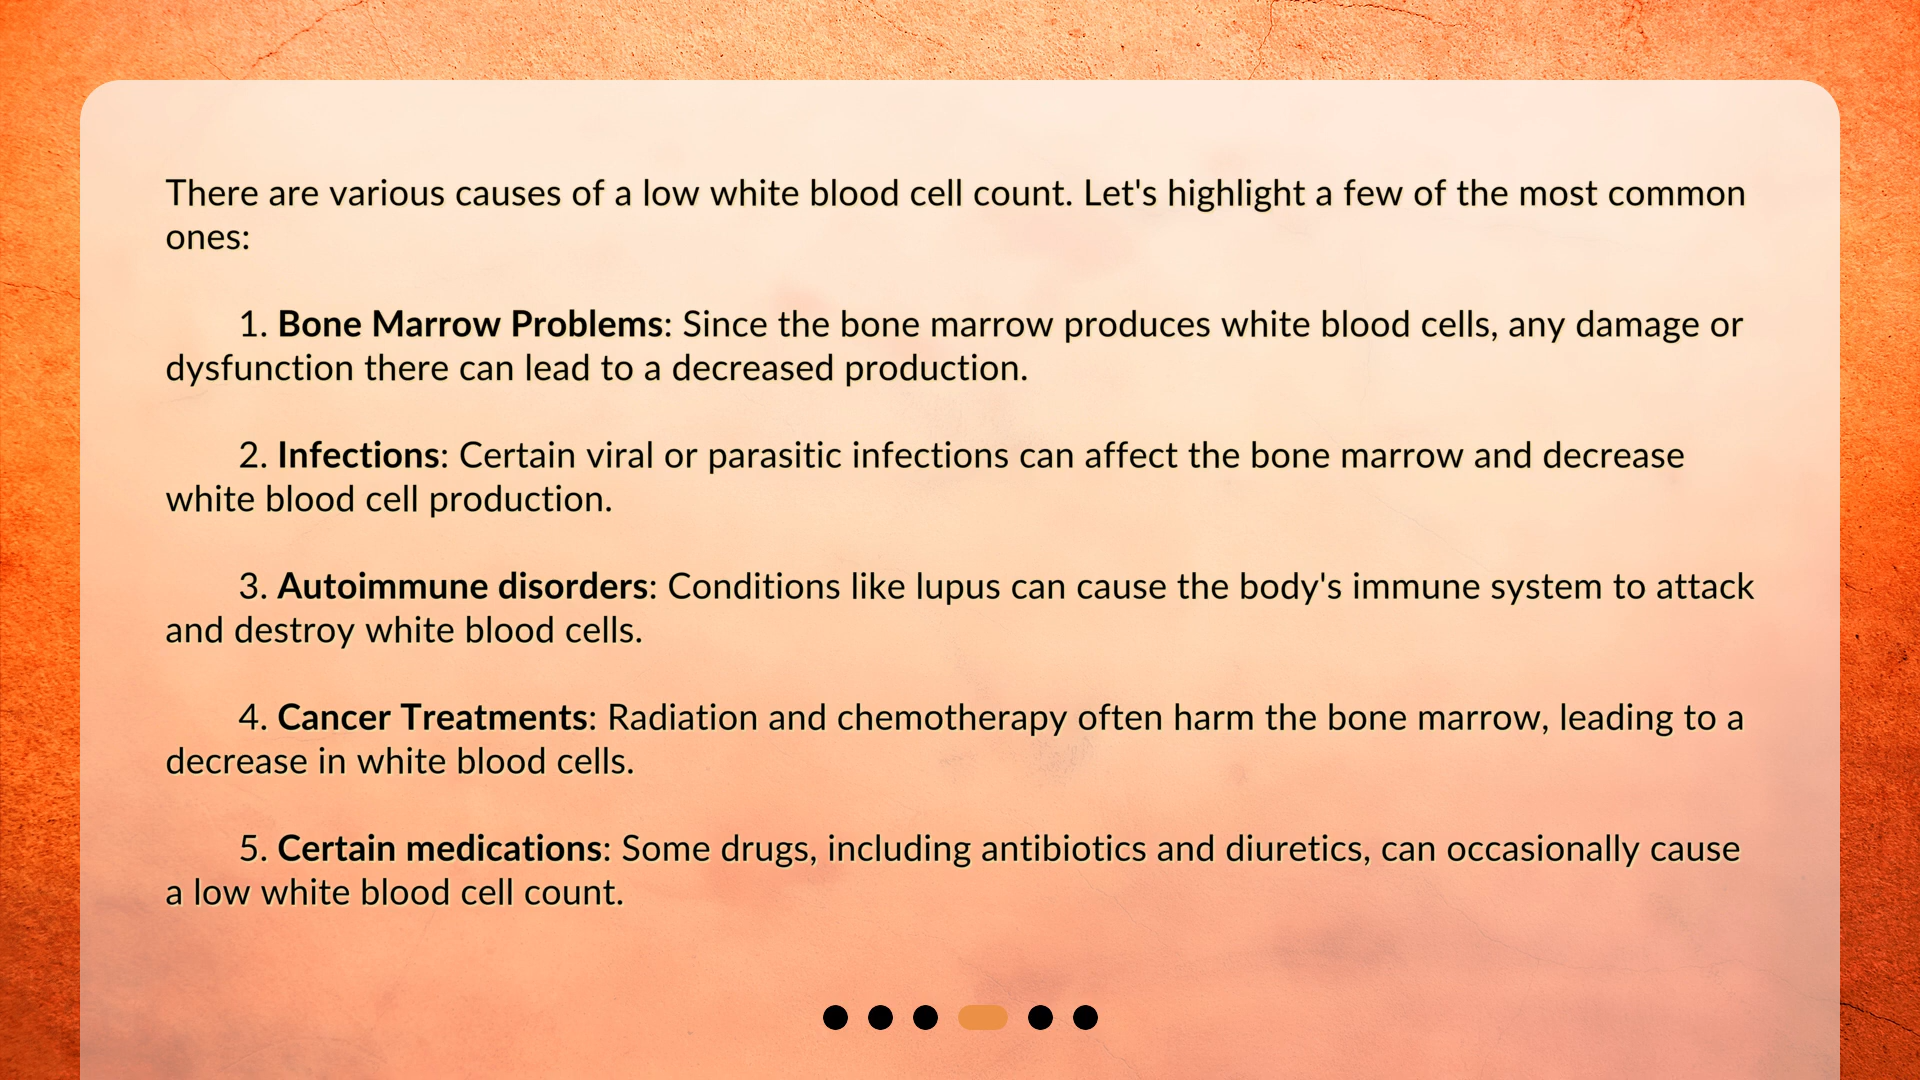 There are various causes of a low white blood cell count. Let's highlight a few of the most common
ones:
1. Bone Marrow Problems: Since the bone marrow produces white blood cells, any damage or
dysfunction there can lead to a decreased production.
2. Infections: Certain viral or parasitic infections can affect the bone marrow and decrease
white blood cell production.
3. Autoimmune disorders: Conditions like lupus can cause the body's immune system to attack
and destroy white blood cells.
4. Cancer Treatments: Radiation and chemotherapy often harm the bone marrow, leading to a
decrease in white blood cells.
5. Certain medications: Some drugs, including antibiotics and diuretics, can occasionally cause
a low white blood cell count.